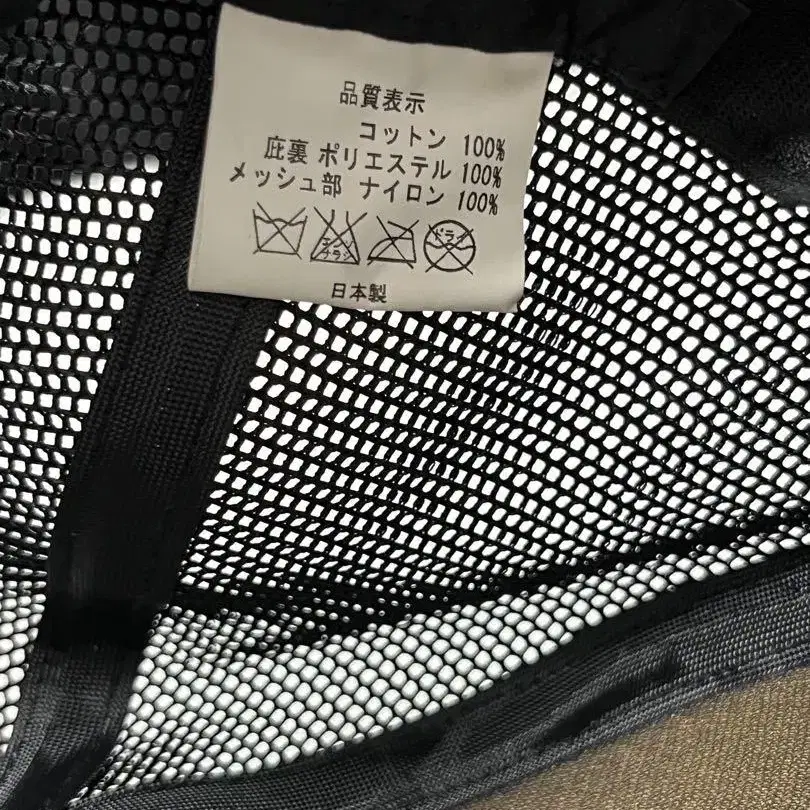 品質表示
コットン 100%
庇裏 ポリエステル 100%
メッシュ部 ナイロン 100%
日本製